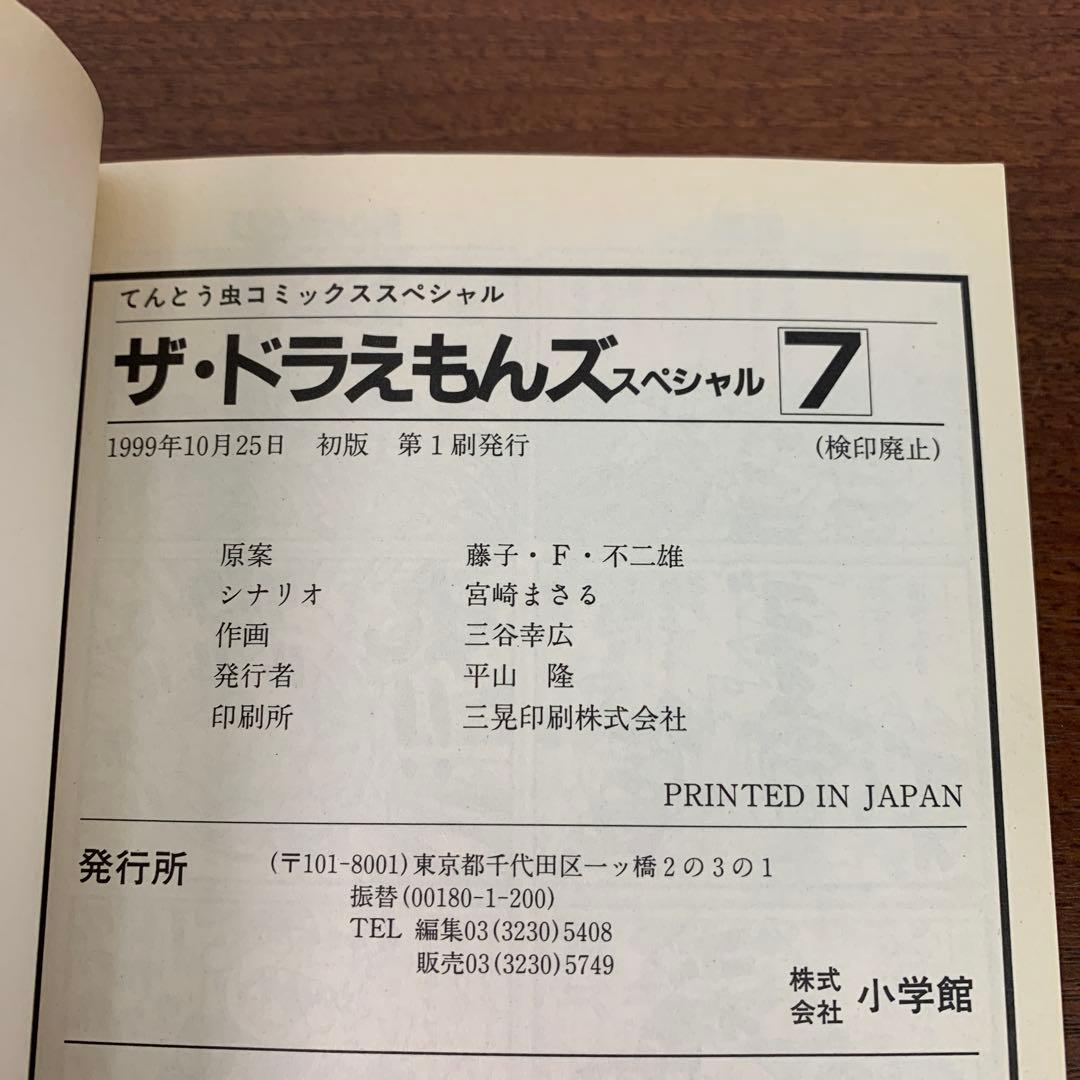 てんとう虫コミックススペシャル
ザ・ドラえもんズスペシャル 7
1999年10月25日 初版 第1刷発行 (検印廃止)
原案 藤子・F・不二雄
シナリオ 宮崎まさる
作画 三谷幸広
発行者 平山 隆
印刷所 三晃印刷株式会社
PRINTED IN JAPAN
発行所 (〒101-8001)東京都千代田区一ッ橋2の3の1
振替(00180-1-200)
TEL 編集03(3230)5408
販売03(3230)5749
株式会社 小学館